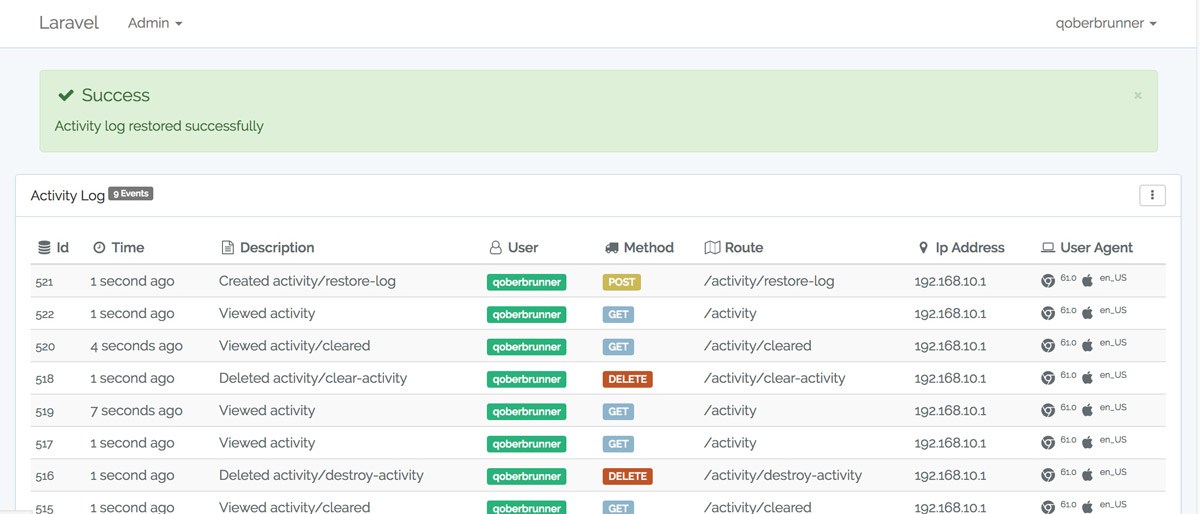 Laravel Admin qoberbrunner
Success ×
Activity log restored successfully
Activity Log 9 Events
Id Time Description User Method Route Ip Address User Agent
521 1 second ago Created activity/restore-log qoberbrunner POST /activity/restore-log 192.168.10.1 61.0 en_US
522 1 second ago Viewed activity qoberbrunner GET /activity 192.168.10.1 61.0 en_US
520 4 seconds ago Viewed activity/cleared qoberbrunner GET /activity/cleared 192.168.10.1 61.0 en_US
518 1 second ago Deleted activity/clear-activity qoberbrunner DELETE /activity/clear-activity 192.168.10.1 61.0 en_US
519 7 seconds ago Viewed activity qoberbrunner GET /activity 192.168.10.1 61.0 en_US
517 1 second ago Viewed activity qoberbrunner GET /activity 192.168.10.1 61.0 en_US
516 1 second ago Deleted activity/destroy-activity qoberbrunner DELETE /activity/destroy-activity 192.168.10.1 61.0 en_US
515 1 second ago Viewed activity/cleared qoberbrunner GET /activity/cleared 192.168.10.1 61.0 en_US